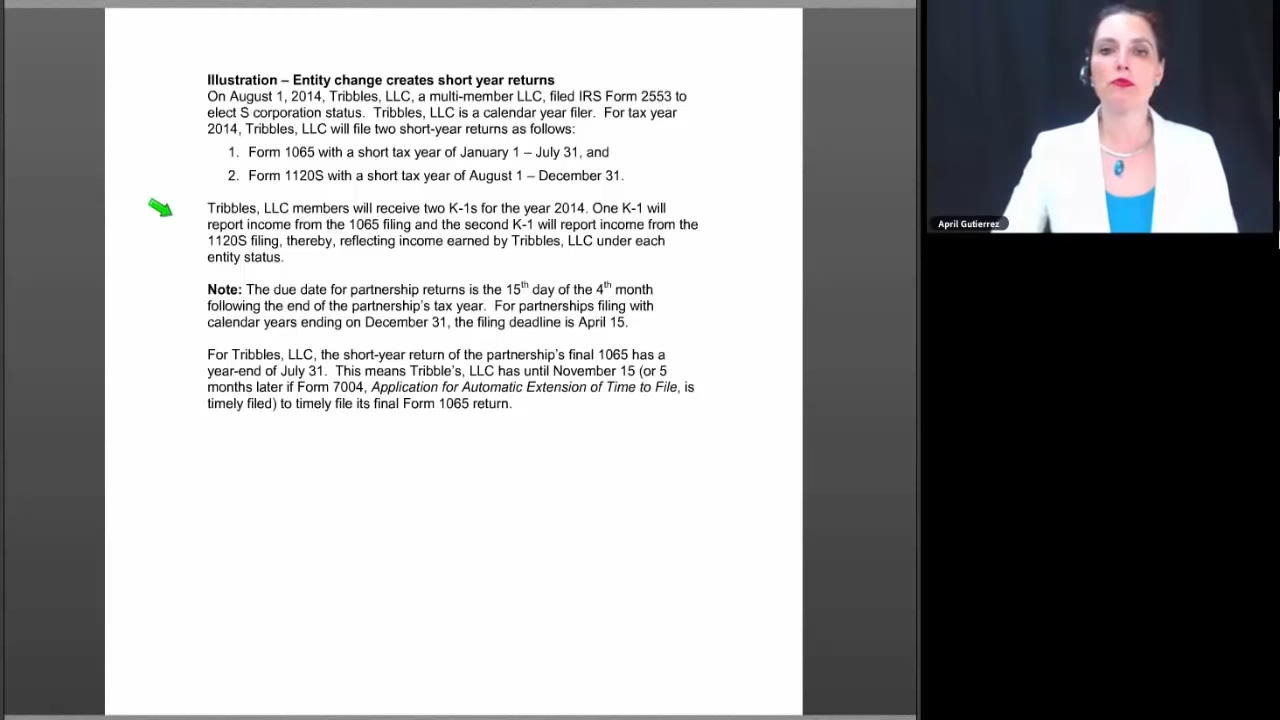 Illustration – Entity change creates short year returns
On August 1, 2014, Tribbles, LLC, a multi-member LLC, filed IRS Form 2553 to
elect S corporation status.  Tribbles, LLC is a calendar year filer.  For tax year
2014, Tribbles, LLC will file two short-year returns as follows:
1. Form 1065 with a short tax year of January 1 – July 31, and
2. Form 1120S with a short tax year of August 1 – December 31.
Tribbles, LLC members will receive two K-1s for the year 2014. One K-1 will
report income from the 1065 filing and the second K-1 will report income from the
1120S filing, thereby, reflecting income earned by Tribbles, LLC under each
entity status.
Note: The due date for partnership returns is the 15th day of the 4th month
following the end of the partnership's tax year.  For partnerships filing with
calendar years ending on December 31, the filing deadline is April 15.
For Tribbles, LLC, the short-year return of the partnership's final 1065 has a
year-end of July 31.  This means Tribble's, LLC has until November 15 (or 5
months later if Form 7004, Application for Automatic Extension of Time to File, is
timely filed) to timely file its final Form 1065 return.
April Gutierrez